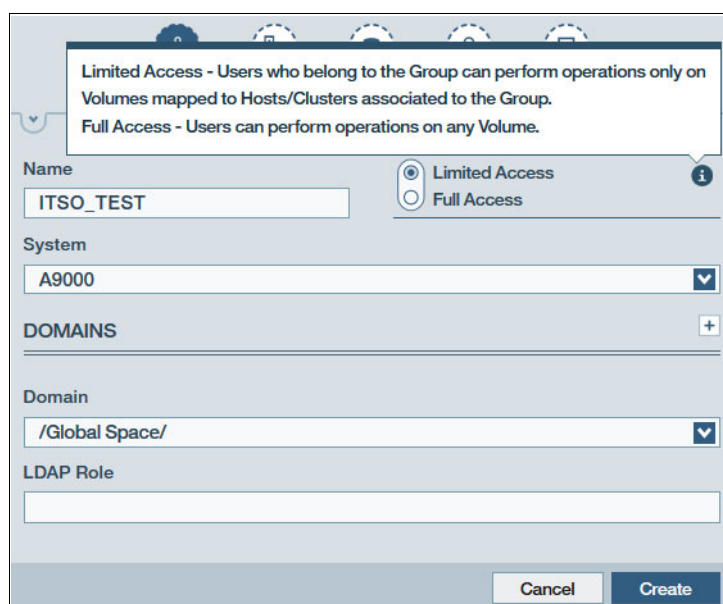 Limited Access - Users who belong to the Group can perform operations only on
Volumes mapped to Hosts/Clusters associated to the Group.
Full Access - Users can perform operations on any Volume.
Name
Limited Access
ITSO_TEST
Full Access
System
A9000
DOMAINS
Domain
/Global Space/
LDAP Role
Cancel
Create